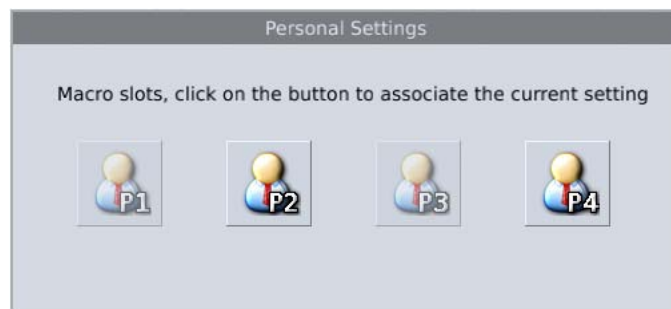 Personal Settings
Macro slots, click on the button to associate the current setting
P1 P2 P3 P4